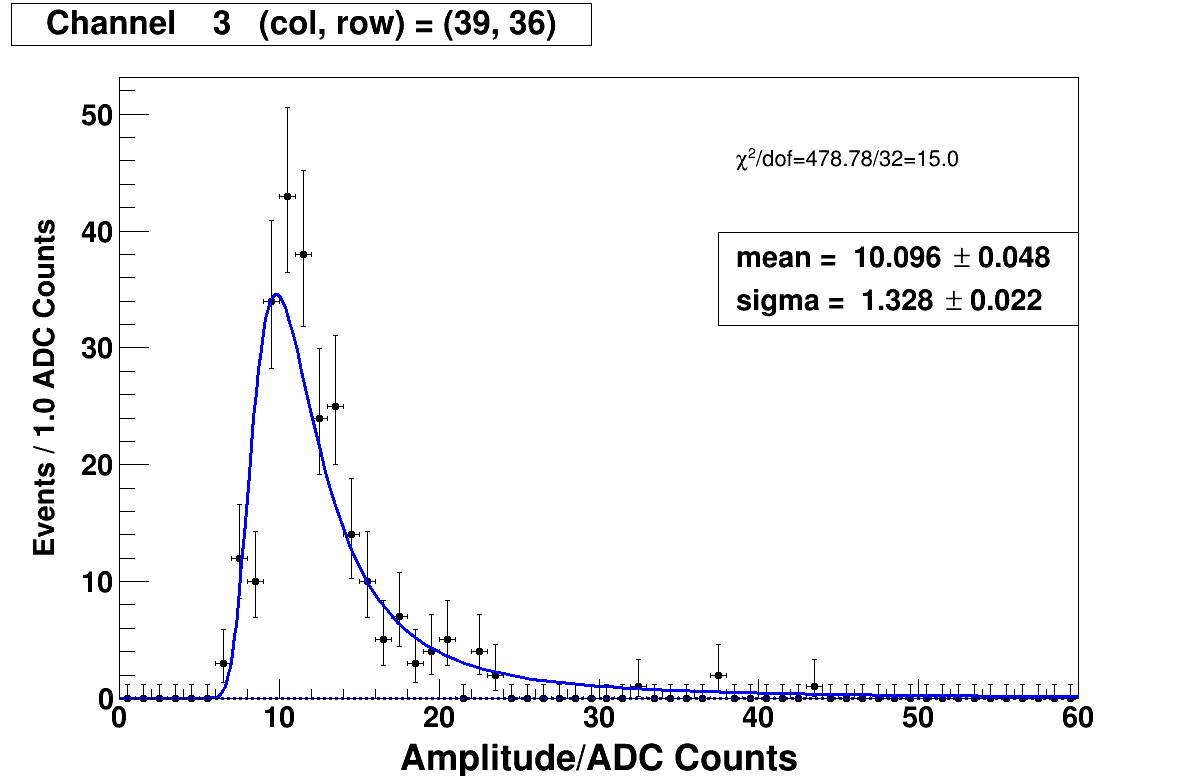 Channel 3 (col, row) = (39, 36)
χ²/dof=478.78/32=15.0
mean = 10.096 ± 0.048
sigma = 1.328 ± 0.022
Events / 1.0 ADC Counts
50
40
30
20
10
0
0 10 20 30 40 50 60
Amplitude/ADC Counts